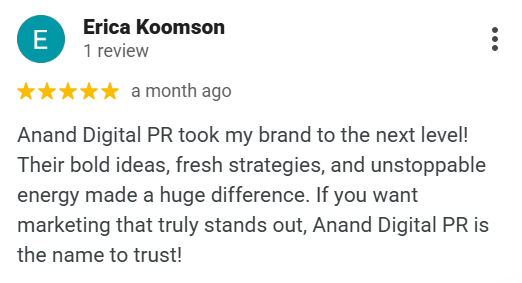 E
Erica Koomson
1 review
a month ago
Anand Digital PR took my brand to the next level!
Their bold ideas, fresh strategies, and unstoppable
energy made a huge difference. If you want
marketing that truly stands out, Anand Digital PR is
the name to trust!